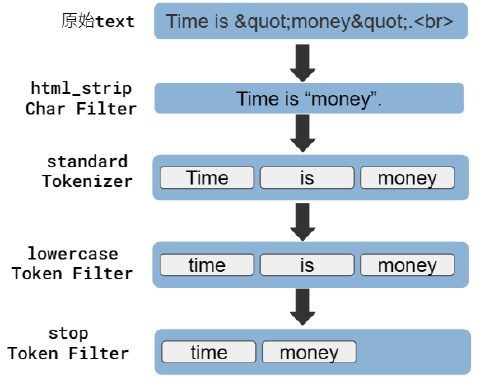 原始text
Time is &quot;money&quot;.<br>
html_strip
Char Filter
Time is “money”.
standard
Tokenizer
Time is money
lowercase
Token Filter
time is money
stop
Token Filter
time money